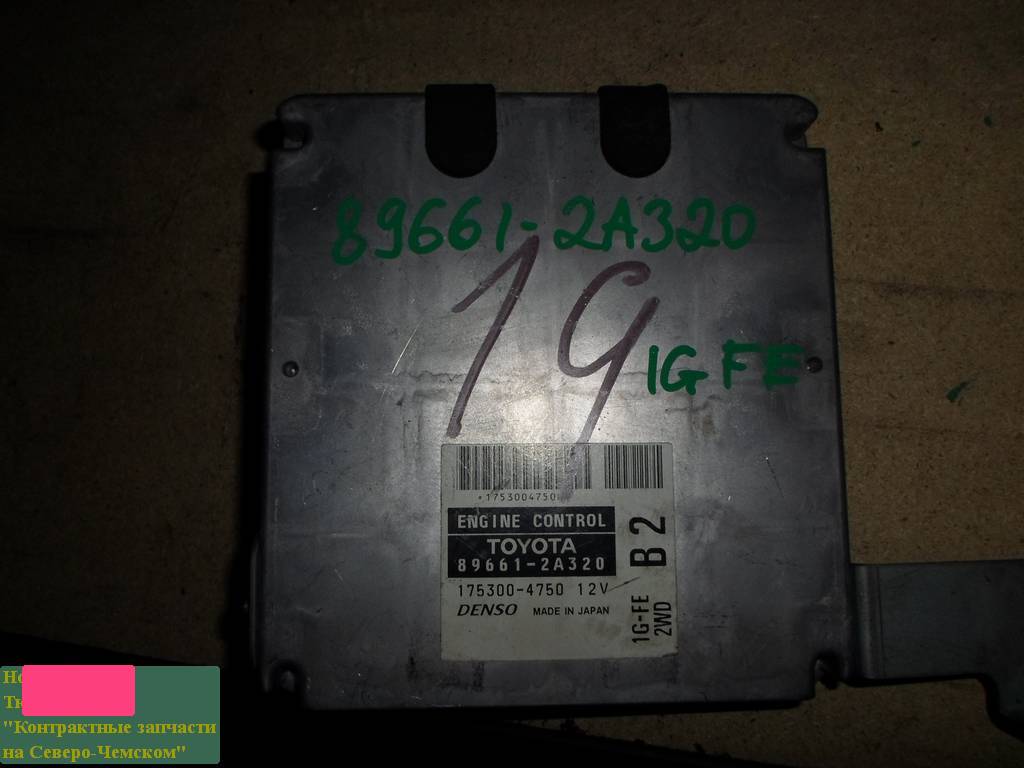 89661-2A320
1G
1G FE
*1753004750
ENGINE CONTROL
TOYOTA
89661-2A320
175300-4750 12V
DENSO MADE IN JAPAN
B2
1G-FE
2WD
"Контрактные запчасти
на Северо-Чемском"